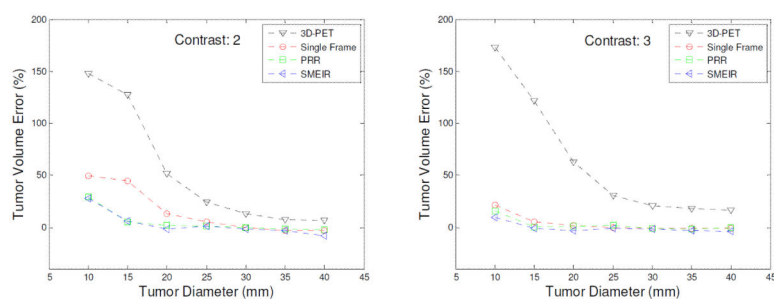 200
150
100
50
0
Tumor Volume Error (%)
Contrast: 2
3D-PET
Single Frame
PRR
SMEIR
5 10 15 20 25 30 35 40 45
Tumor Diameter (mm)
200
150
100
50
0
Tumor Volume Error (%)
Contrast: 3
3D-PET
Single Frame
PRR
SMEIR
5 10 15 20 25 30 35 40 45
Tumor Diameter (mm)